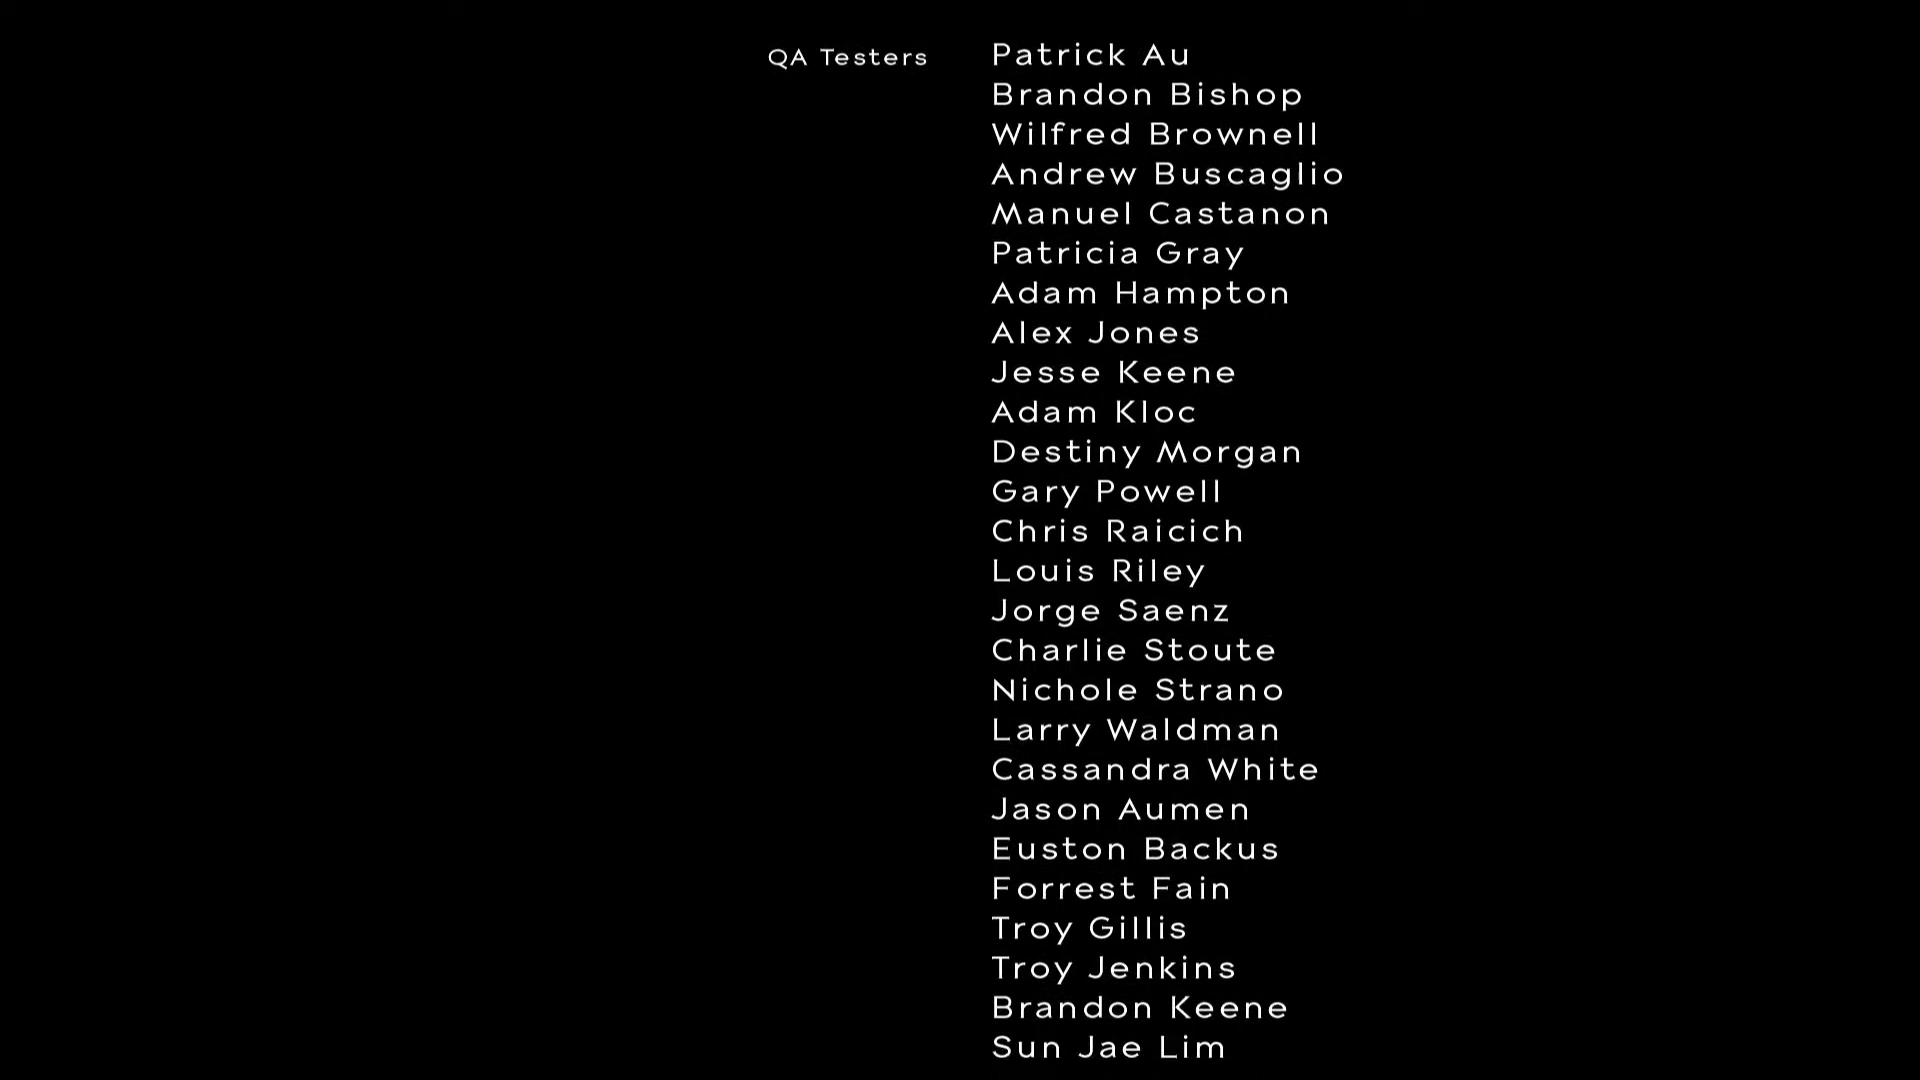 QA Testers Patrick Au
Brandon Bishop
Wilfred Brownell
Andrew Buscaglio
Manuel Castanon
Patricia Gray
Adam Hampton
Alex Jones
Jesse Keene
Adam Kloc
Destiny Morgan
Gary Powell
Chris Raicich
Louis Riley
Jorge Saenz
Charlie Stoute
Nichole Strano
Larry Waldman
Cassandra White
Jason Aumen
Euston Backus
Forrest Fain
Troy Gillis
Troy Jenkins
Brandon Keene
Sun Jae Lim